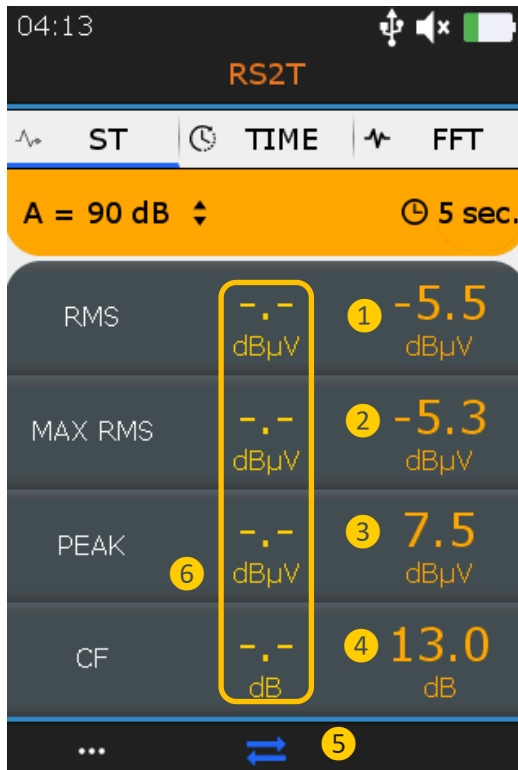 04:13
RS2T
ST TIME FFT
A = 90 dB 5 sec.
RMS -.- dBµV 1 -5.5 dBµV
MAX RMS -.- dBµV 2 -5.3 dBµV
PEAK -.- dBµV 3 7.5 dBµV
6
CF -.- dB 4 13.0 dB
... 5